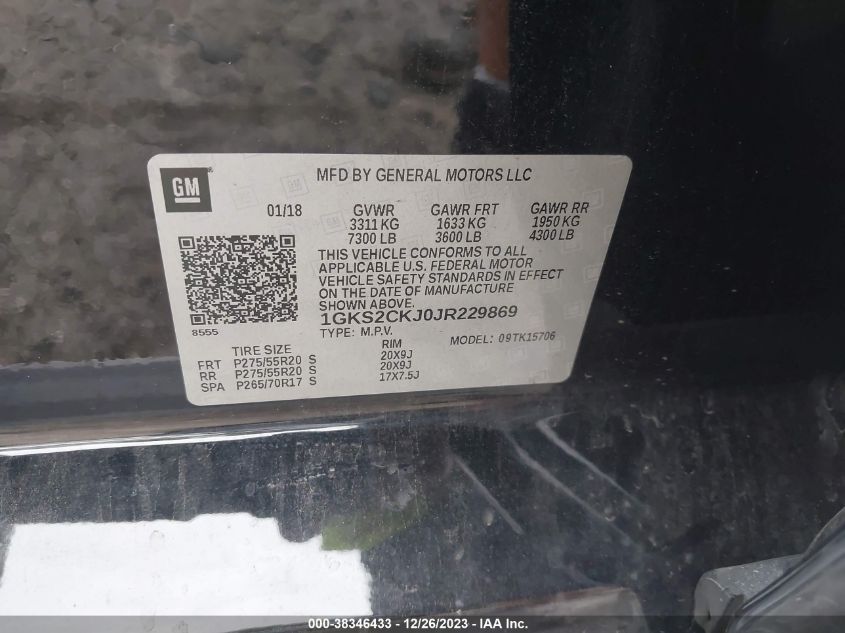 GM
MFD BY GENERAL MOTORS LLC
01/18 GVWR GAWR FRT GAWR RR
3311 KG 1633 KG 1950 KG
7300 LB 3600 LB 4300 LB
THIS VEHICLE CONFORMS TO ALL
APPLICABLE U.S. FEDERAL MOTOR
VEHICLE SAFETY STANDARDS IN EFFECT
ON THE DATE OF MANUFACTURE
SHOWN ABOVE.
1GKS2CKJ0JR229869
8555
TYPE: M.P.V. MODEL: 09TK15706
TIRE SIZE RIM
FRT P275/55R20 S 20X9J
RR P275/55R20 S 20X9J
SPA P265/70R17 S 17X7.5J
000-38346433 - 12/26/2023 - IAA Inc.